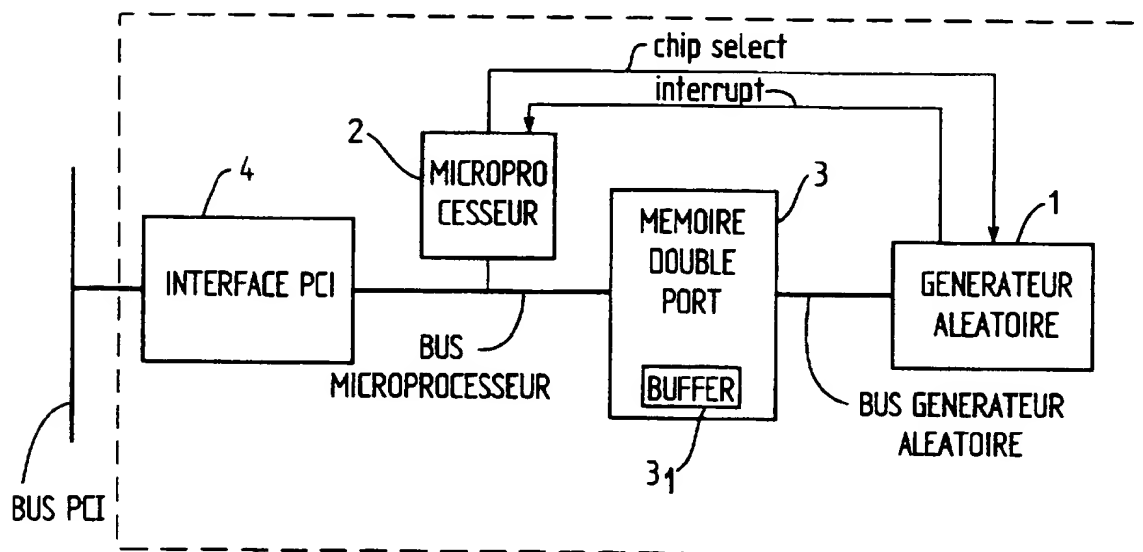 chip select
interrupt
2
MICROPRO
CESSEUR
4
INTERFACE PCI
3
MEMOIRE
DOUBLE
PORT
1
GENERATEUR
ALEATOIRE
BUS
MICROPROCESSEUR
BUFFER
3₁
BUS GENERATEUR
ALEATOIRE
BUS PCI